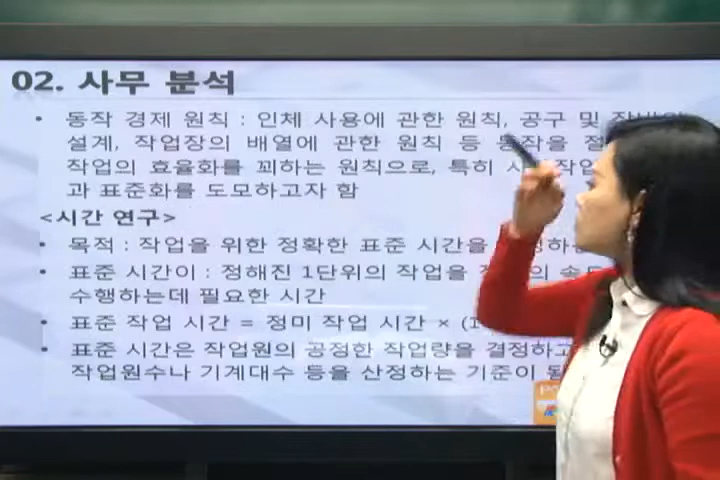 02. 사무 분석
• 동작 경제 원칙 : 인체 사용에 관한 원칙, 공구 및
설계, 작업장의 배열에 관한 원칙 등 동작을
작업의 효율화를 꾀하는 원칙으로, 특히
과 표준화를 도모하고자 함
<시간 연구>
• 목적 : 작업을 위한 정확한 표준 시간을
• 표준 시간이 : 정해진 1단위의 작업을
수행하는데 필요한 시간
• 표준 작업 시간 = 정미 작업 시간 × (1
• 표준 시간은 작업원의 공정한 작업량을 결정하고
작업원수나 기계대수 등을 산정하는 기준이